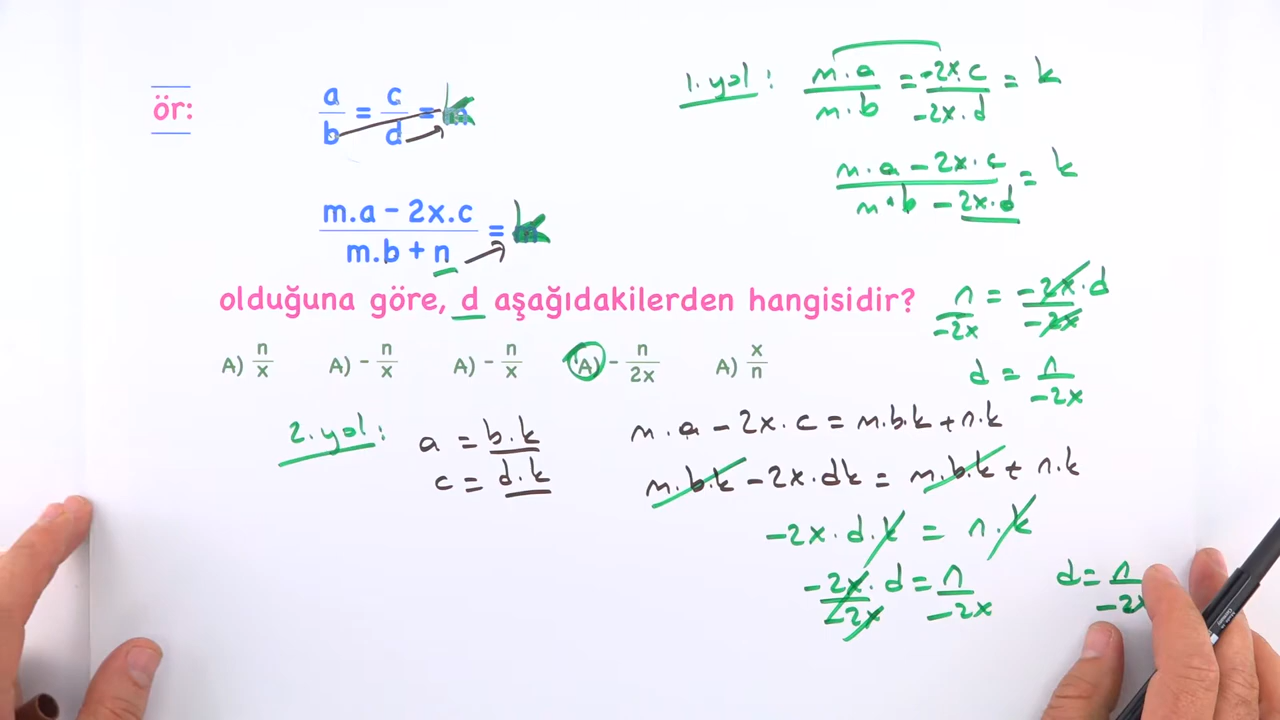 ör:
a/b = c/d = k
m.a - 2x.c / m.b + n = k
olduğuna göre, d aşağıdakilerden hangisidir?
A) n/x A) - n/x A) - n/x A) - n/2x A) x/n
1. yol: m.a / m.b = -2x.c / -2x.d = k
m.a - 2x.c / m.b - 2x.d = k
n / -2x = -2x.d / -2x
d = n / -2x
2. yol: a = b.k
c = d.k
m.a - 2x.c = m.b.k + n.k
m.b.k - 2x.dk = m.b.k + n.k
-2x.d.k = n.k
-2x.d / -2x = n / -2x
d = n / -2x